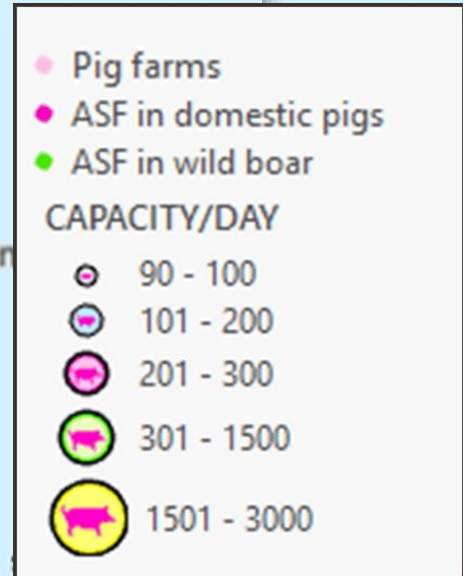 Pig farms
ASF in domestic pigs
ASF in wild boar
CAPACITY/DAY
90 - 100
101 - 200
201 - 300
301 - 1500
1501 - 3000